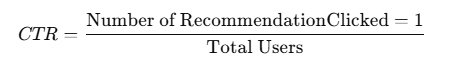 CTR = Number of RecommendationClicked = 1 / Total Users